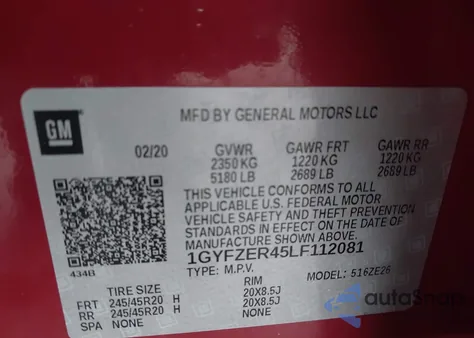 GM
MFD BY GENERAL MOTORS LLC
02/20 GVWR GAWR FRT GAWR RR
2350 KG 1220 KG 1220 KG
5180 LB 2689 LB 2689 LB
THIS VEHICLE CONFORMS TO ALL
APPLICABLE U.S. FEDERAL MOTOR
VEHICLE SAFETY AND THEFT PREVENTION
STANDARDS IN EFFECT ON THE DATE OF
MANUFACTURE SHOWN ABOVE.
1GYFZER45LF112081
434B TYPE: M.P.V. MODEL: 516ZE26
TIRE SIZE RIM
FRT 245/45R20 H 20X8.5J
RR 245/45R20 H 20X8.5J
SPA NONE NONE